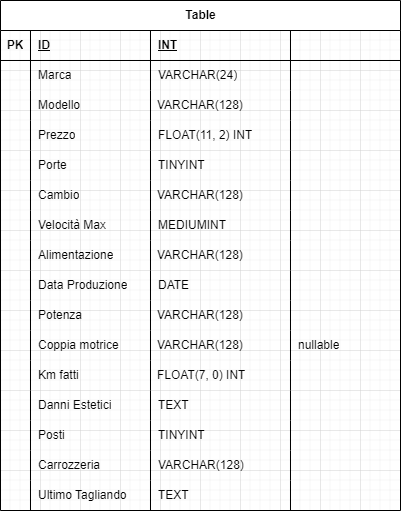 Table
PK ID INT
Marca VARCHAR(24)
Modello VARCHAR(128)
Prezzo FLOAT(11, 2) INT
Porte TINYINT
Cambio VARCHAR(128)
Velocità Max MEDIUMINT
Alimentazione VARCHAR(128)
Data Produzione DATE
Potenza VARCHAR(128)
Coppia motrice VARCHAR(128) nullable
Km fatti FLOAT(7, 0) INT
Danni Estetici TEXT
Posti TINYINT
Carrozzeria VARCHAR(128)
Ultimo Tagliando TEXT